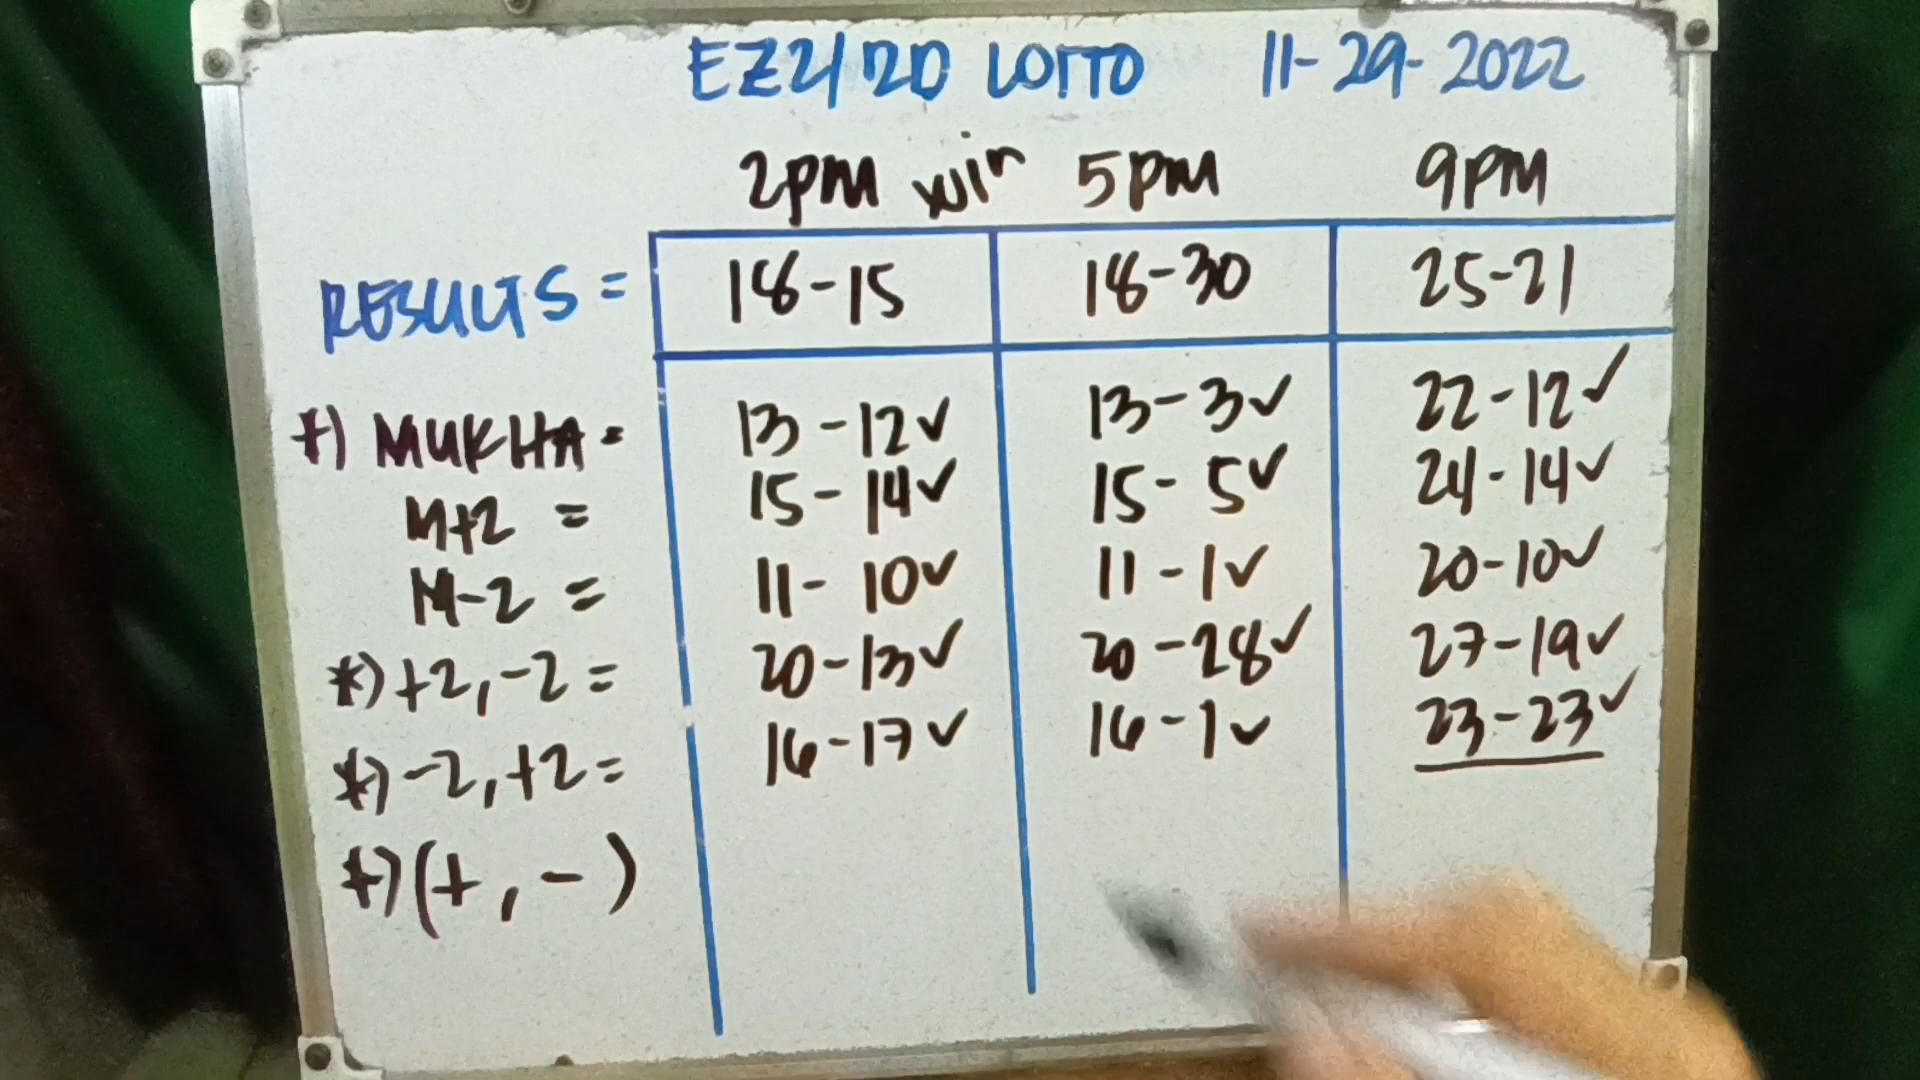 EZ2/2D LOTTO 11-29-2022
2PM win 5PM 9PM
RESULTS = 18-15 18-30 25-21
*) MUKHA = 13-12✓ 13-3✓ 22-12✓
M+2 = 15-14✓ 15-5✓ 24-14✓
M-2 = 11-10✓ 11-1✓ 20-10✓
*) +2,-2 = 20-13✓ 20-28✓ 27-19✓
*) -2,+2 = 16-17✓ 16-1✓ 23-23✓
*) (+,-)